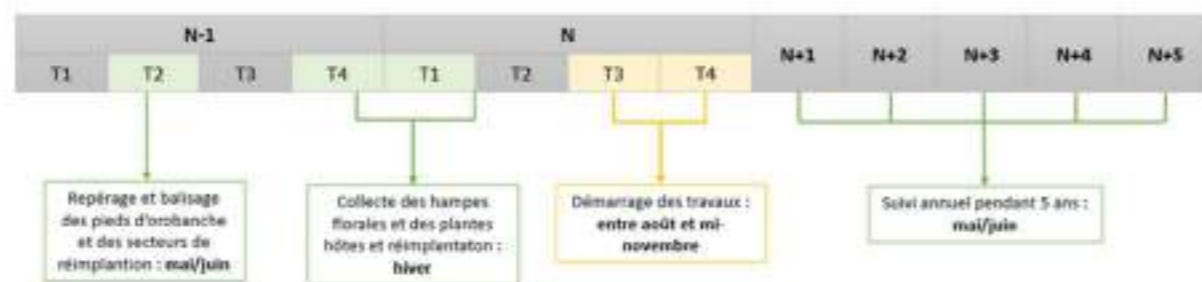 N-1 N N+1 N+2 N+3 N+4 N+5
T1 T2 T3 T4 T1 T2 T3 T4
Repérage et balisage
des pieds d'orobanche
et des secteurs de
réimplantion : mai/juin
Collecte des hampes
florales et des plantes
hôtes et réimplantaton :
hiver
Démarrage des travaux :
entre août et mi-
novembre
Suivi annuel pendant 5 ans :
mai/juin